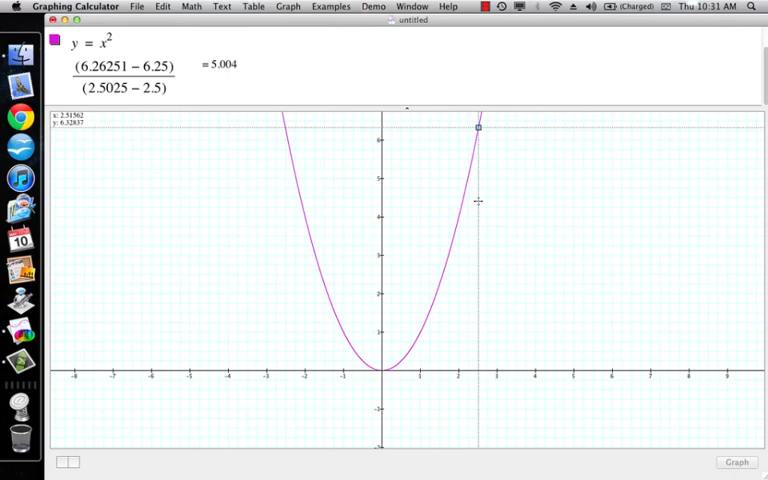 Graphing Calculator File Edit Math Text Table Graph Examples Demo Window Help (Charged) Thu 10:31 AM
untitled
y = x²
(6.26251 − 6.25)
(2.5025 − 2.5)
= 5.004
x: 2.51562
y: 6.32837
6
5
4
3
2
1
-8 -7 -6 -5 -4 -3 -2 -1 1 2 3 4 5 6 7 8 9
-1
10
Graph